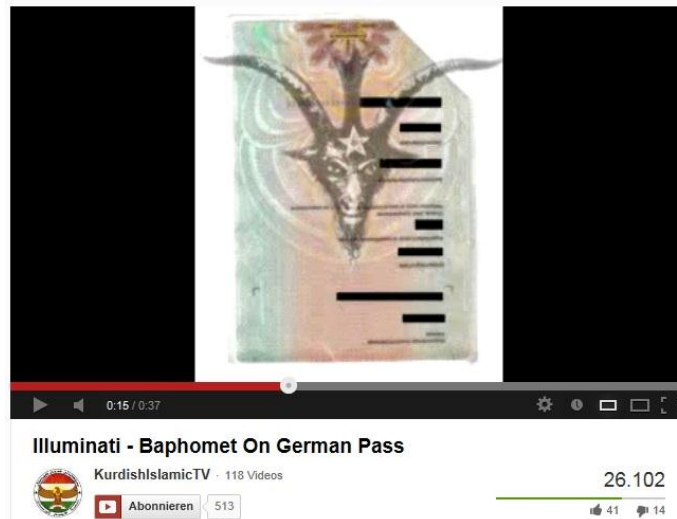 0:15 / 0:37
Illuminati - Baphomet On German Pass
KurdishIslamicTV · 118 Videos
Abonnieren 513
26.102
41 14